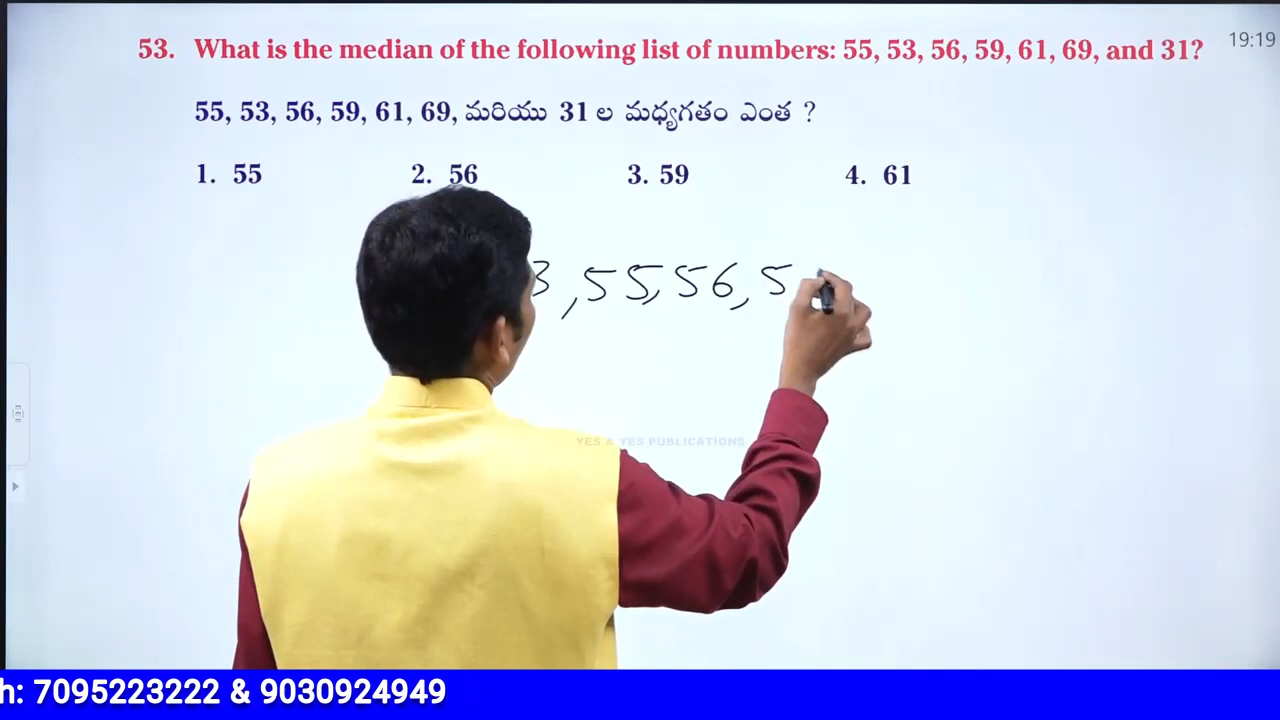 19:19
53. What is the median of the following list of numbers: 55, 53, 56, 59, 61, 69, and 31?
55, 53, 56, 59, 61, 69, మరియు 31 ల మధ్యగతం ఎంత ?
1. 55 2. 56 3. 59 4. 61
3, 55, 56, 5
YES & YES PUBLICATIONS
h: 7095223222 & 9030924949